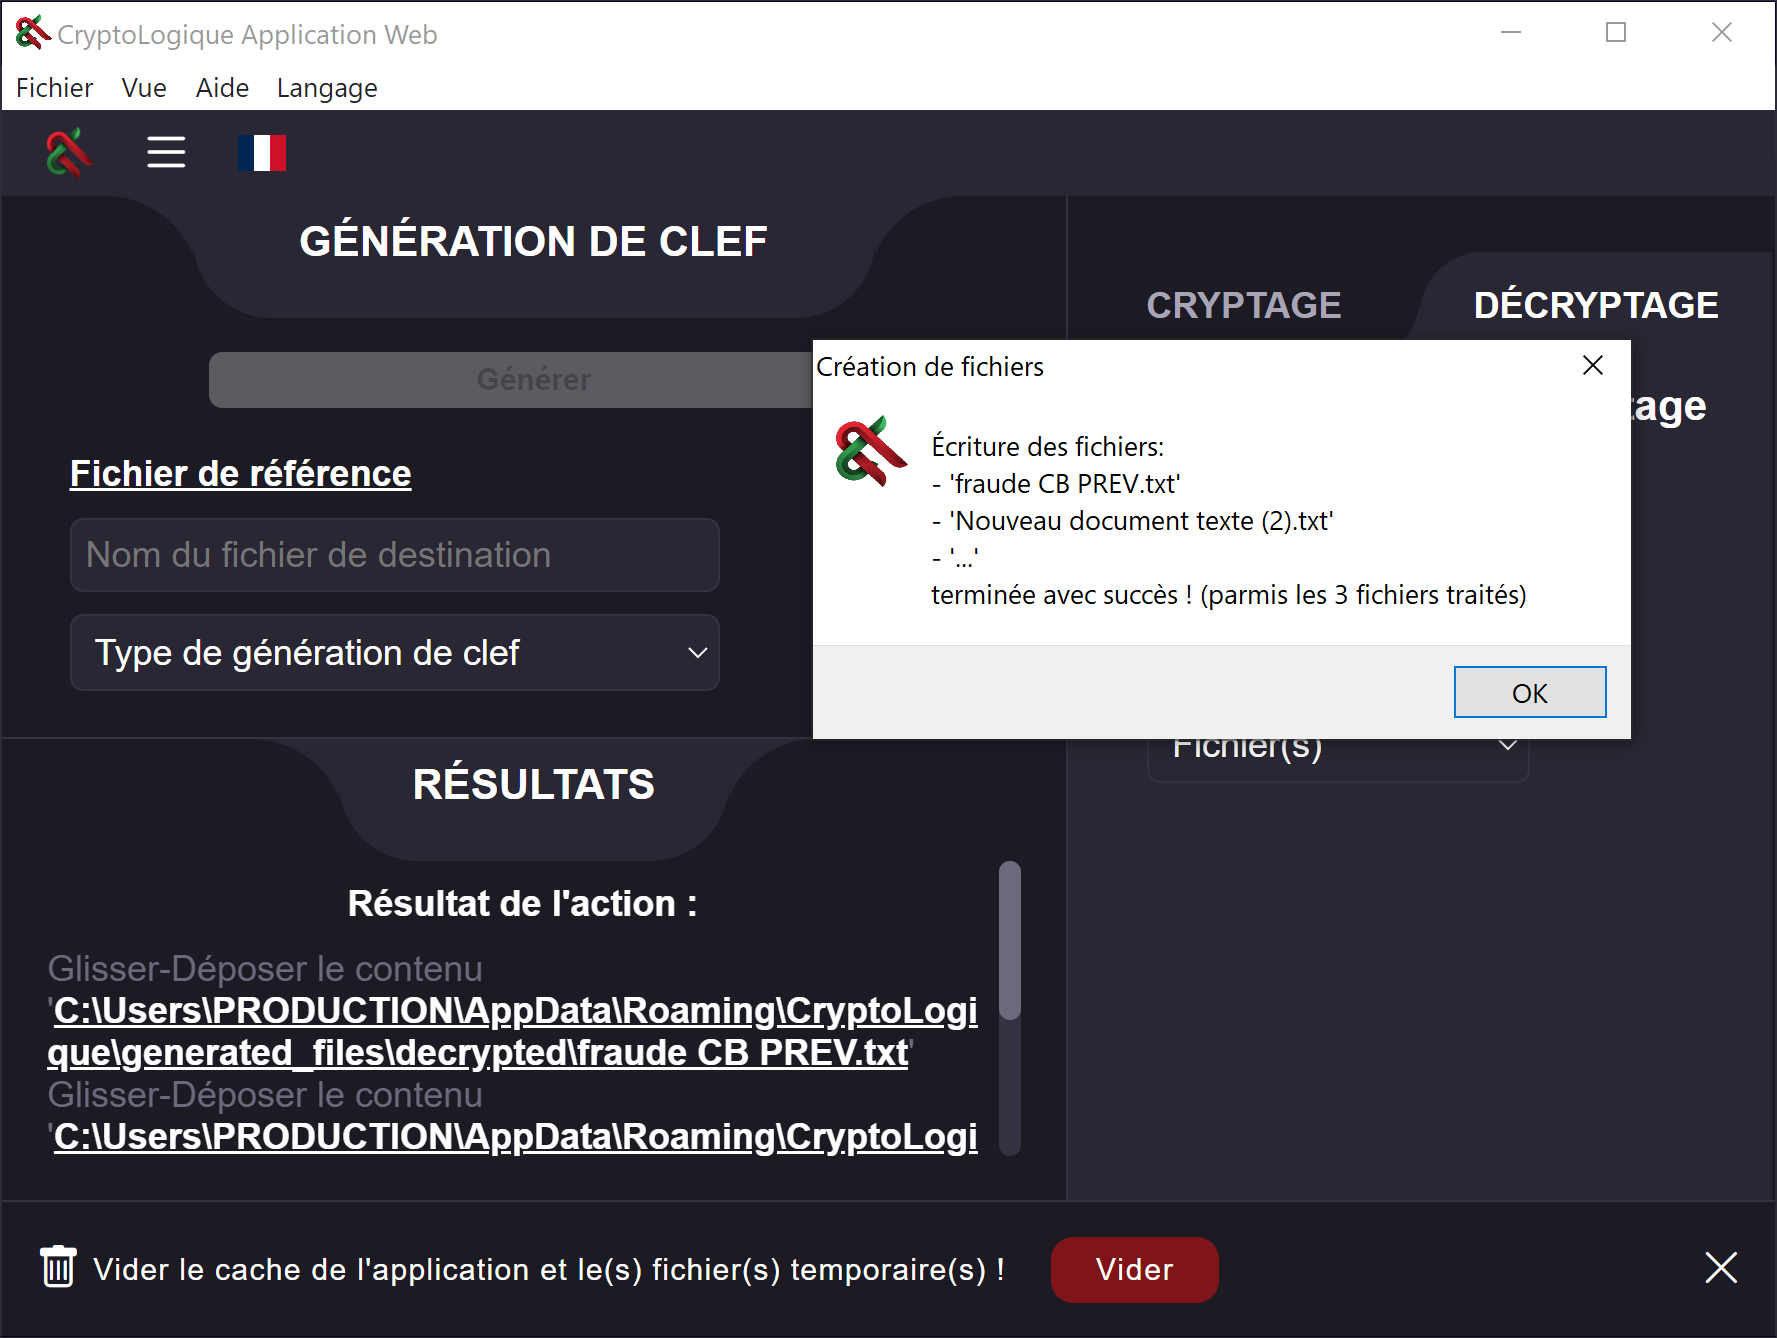 CryptoLogique Application Web
Fichier Vue Aide Langage
GÉNÉRATION DE CLEF
CRYPTAGE DÉCRYPTAGE
Générer
Fichier de référence
Nom du fichier de destination
Type de génération de clef
Création de fichiers
Écriture des fichiers:
- 'fraude CB PREV.txt'
- 'Nouveau document texte (2).txt'
- '...'
terminée avec succès ! (parmis les 3 fichiers traités)
OK
tage
Fichier(s)
RÉSULTATS
Résultat de l'action :
Glisser-Déposer le contenu
'C:\Users\PRODUCTION\AppData\Roaming\CryptoLogi
que\generated_files\decrypted\fraude CB PREV.txt'
Glisser-Déposer le contenu
'C:\Users\PRODUCTION\AppData\Roaming\CryptoLogi
Vider le cache de l'application et le(s) fichier(s) temporaire(s) !
Vider